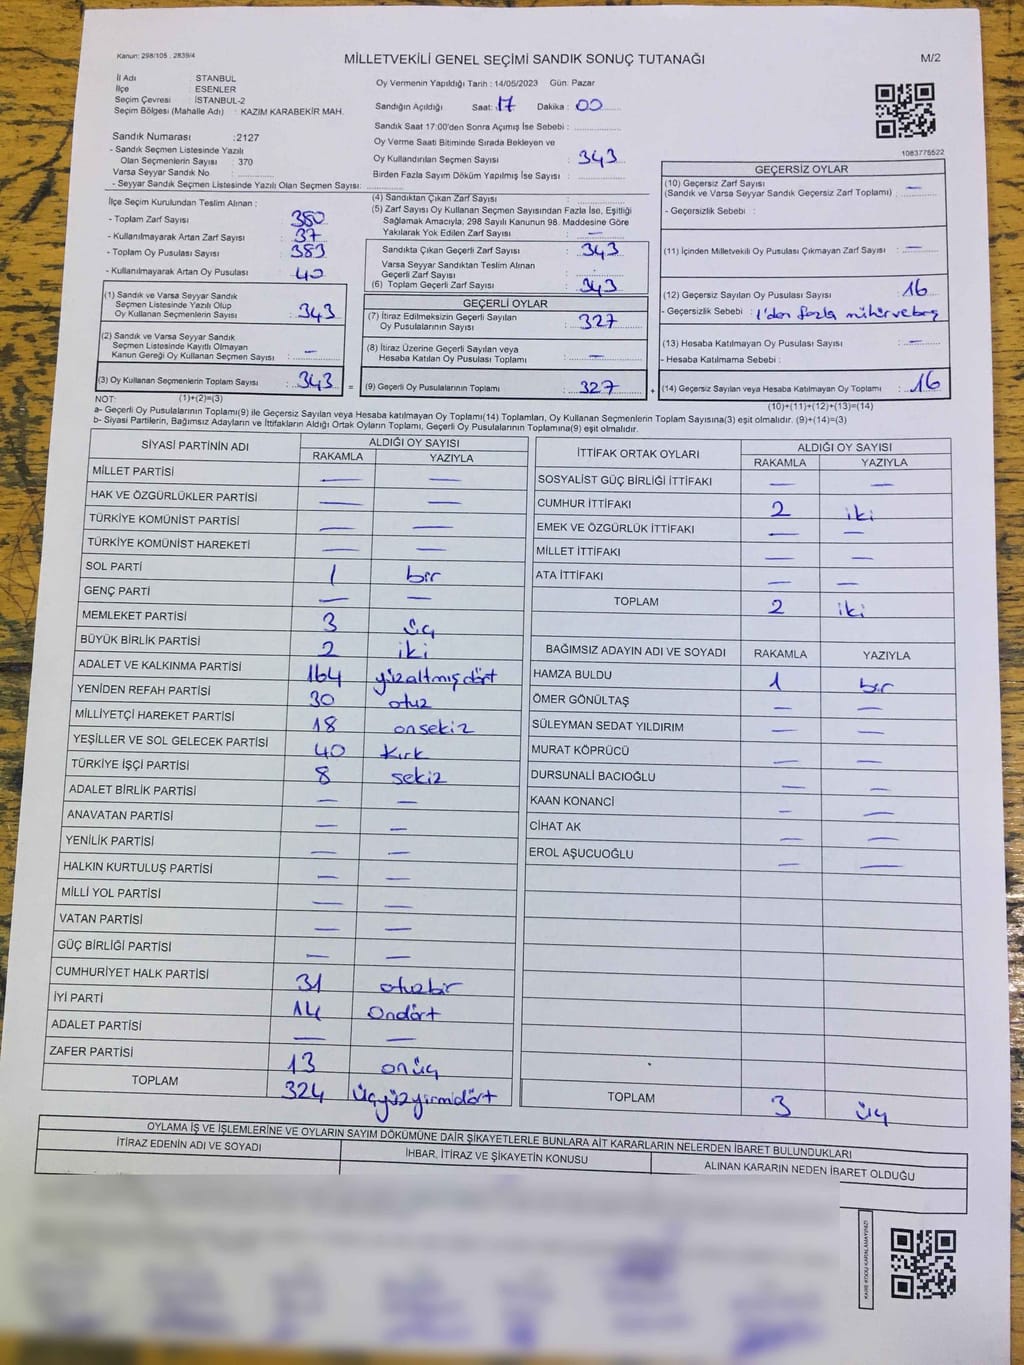 Kanun: 298/105 . 2839/4
MİLLETVEKİLİ GENEL SEÇİMİ SANDIK SONUÇ TUTANAĞI
M/2
İl Adı : STANBUL
İlçe : ESENLER
Seçim Çevresi : İSTANBUL-2
Seçim Bölgesi (Mahalle Adı) : KAZIM KARABEKİR MAH.
Sandık Numarası :2127
- Sandık Seçmen Listesinde Yazılı
Olan Seçmenlerin Sayısı : 370
Varsa Seyyar Sandık No
- Seyyar Sandık Seçmen Listesinde Yazılı Olan Seçmen Sayısı:
Oy Vermenin Yapıldığı Tarih : 14/05/2023 Gün: Pazar
Sandığın Açıldığı Saat: 17 Dakika : 00
Sandık Saat 17:00'den Sonra Açımış İse Sebebi :
Oy Verme Saati Bitiminde Sırada Bekleyen ve
Oy Kullandırılan Seçmen Sayısı : 343
Birden Fazla Sayım Döküm Yapılmış İse Sayısı :
1083775522
İlçe Seçim Kurulundan Teslim Alınan :
- Toplam Zarf Sayısı 380
- Kullanılmayarak Artan Zarf Sayısı : 37
- Toplam Oy Pusulası Sayısı : 383
- Kullanılmayarak Artan Oy Pusulası : 40
(1) Sandık ve Varsa Seyyar Sandık
Seçmen Listesinde Yazılı Olup
Oy Kullanan Seçmenlerin Sayısı : 343
(2) Sandık ve Varsa Seyyar Sandık
Seçmen Listesinde Kayıtlı Olmayan
Kanun Gereği Oy Kullanan Seçmen Sayısı : —
(3) Oy Kullanan Seçmenlerin Toplam Sayısı : 343 =
(1)+(2)=(3)
(4) Sandıktan Çıkan Zarf Sayısı :
(5) Zarf Sayısı Oy Kullanan Seçmen Sayısından Fazla İse, Eşitliği
Sağlamak Amacıyla; 298 Sayılı Kanunun 98. Maddesine Göre
Yakılarak Yok Edilen Zarf Sayısı : —
Sandıkta Çıkan Geçerli Zarf Sayısı : 343
Varsa Seyyar Sandıktan Teslim Alınan
Geçerli Zarf Sayısı :
(6) Toplam Geçerli Zarf Sayısı : 343
GEÇERLİ OYLAR
(7) İtiraz Edilmeksizin Geçerli Sayılan
Oy Pusulalarının Sayısı : 327
(8) İtiraz Üzerine Geçerli Sayılan veya
Hesaba Katılan Oy Pusulası Toplamı : —
(9) Geçerli Oy Pusulalarının Toplamı : 327 +
GEÇERSİZ OYLAR
(10) Geçersiz Zarf Sayısı
(Sandık ve Varsa Seyyar Sandık Geçersiz Zarf Toplamı) : —
- Geçersizlik Sebebi :
(11) İçinden Milletvekili Oy Pusulası Çıkmayan Zarf Sayısı : —
(12) Geçersiz Sayılan Oy Pusulası Sayısı : 16
- Geçersizlik Sebebi : 1'den fazla mühürveboş
(13) Hesaba Katılmayan Oy Pusulası Sayısı : —
- Hesaba Katılmama Sebebi :
(14) Geçersiz Sayılan veya Hesaba Katılmayan Oy Toplamı : 16
(10)+(11)+(12)+(13)=(14)
NOT:
a- Geçerli Oy Pusulalarının Toplamı(9) ile Geçersiz Sayılan veya Hesaba katılmayan Oy Toplamı(14) Toplamları, Oy Kullanan Seçmenlerin Toplam Sayısına(3) eşit olmalıdır. (9)+(14)=(3)
b- Siyasi Partilerin, Bağımsız Adayların ve İttifakların Aldığı Ortak Oyların Toplamı, Geçerli Oy Pusulalarının Toplamına(9) eşit olmalıdır.
SİYASİ PARTİNİN ADI ALDIĞI OY SAYISI
RAKAMLA YAZIYLA
MİLLET PARTİSİ — —
HAK VE ÖZGÜRLÜKLER PARTİSİ — —
TÜRKİYE KOMÜNİST PARTİSİ — —
TÜRKİYE KOMÜNİST HAREKETİ — —
SOL PARTİ 1 bir
GENÇ PARTİ — —
MEMLEKET PARTİSİ 3 üç
BÜYÜK BİRLİK PARTİSİ 2 iki
ADALET VE KALKINMA PARTİSİ 164 yüzaltmışdört
YENİDEN REFAH PARTİSİ 30 otuz
MİLLİYETÇİ HAREKET PARTİSİ 18 onsekiz
YEŞİLLER VE SOL GELECEK PARTİSİ 40 kırk
TÜRKİYE İŞÇİ PARTİSİ 8 sekiz
ADALET BİRLİK PARTİSİ — —
ANAVATAN PARTİSİ — —
YENİLİK PARTİSİ — —
HALKIN KURTULUŞ PARTİSİ — —
MİLLİ YOL PARTİSİ — —
VATAN PARTİSİ — —
GÜÇ BİRLİĞİ PARTİSİ — —
CUMHURİYET HALK PARTİSİ 31 otuzbir
İYİ PARTİ 14 Ondört
ADALET PARTİSİ — —
ZAFER PARTİSİ 13 onüç
TOPLAM 324 üçyüzyirmidört
İTTİFAK ORTAK OYLARI ALDIĞI OY SAYISI
RAKAMLA YAZIYLA
SOSYALİST GÜÇ BİRLİĞİ İTTİFAKI — —
CUMHUR İTTİFAKI 2 iki
EMEK VE ÖZGÜRLÜK İTTİFAKI — —
MİLLET İTTİFAKI — —
ATA İTTİFAKI — —
TOPLAM 2 iki
BAĞIMSIZ ADAYIN ADI VE SOYADI RAKAMLA YAZIYLA
HAMZA BULDU 1 bir
ÖMER GÖNÜLTAŞ — —
SÜLEYMAN SEDAT YILDIRIM — —
MURAT KÖPRÜCÜ — —
DURSUNALİ BACIOĞLU — —
KAAN KONANCİ — —
CİHAT AK — —
EROL AŞUCUOĞLU — —
TOPLAM 3 üç
OYLAMA İŞ VE İŞLEMLERİNE VE OYLARIN SAYIM DÖKÜMÜNE DAİR ŞİKAYETLERLE BUNLARA AİT KARARLARIN NELERDEN İBARET BULUNDUKLARI
İTİRAZ EDENİN ADI VE SOYADI İHBAR, İTİRAZ VE ŞİKAYETİN KONUSU ALINAN KARARIN NEDEN İBARET OLDUĞU
KARE KODU KARALAMAYINIZ!